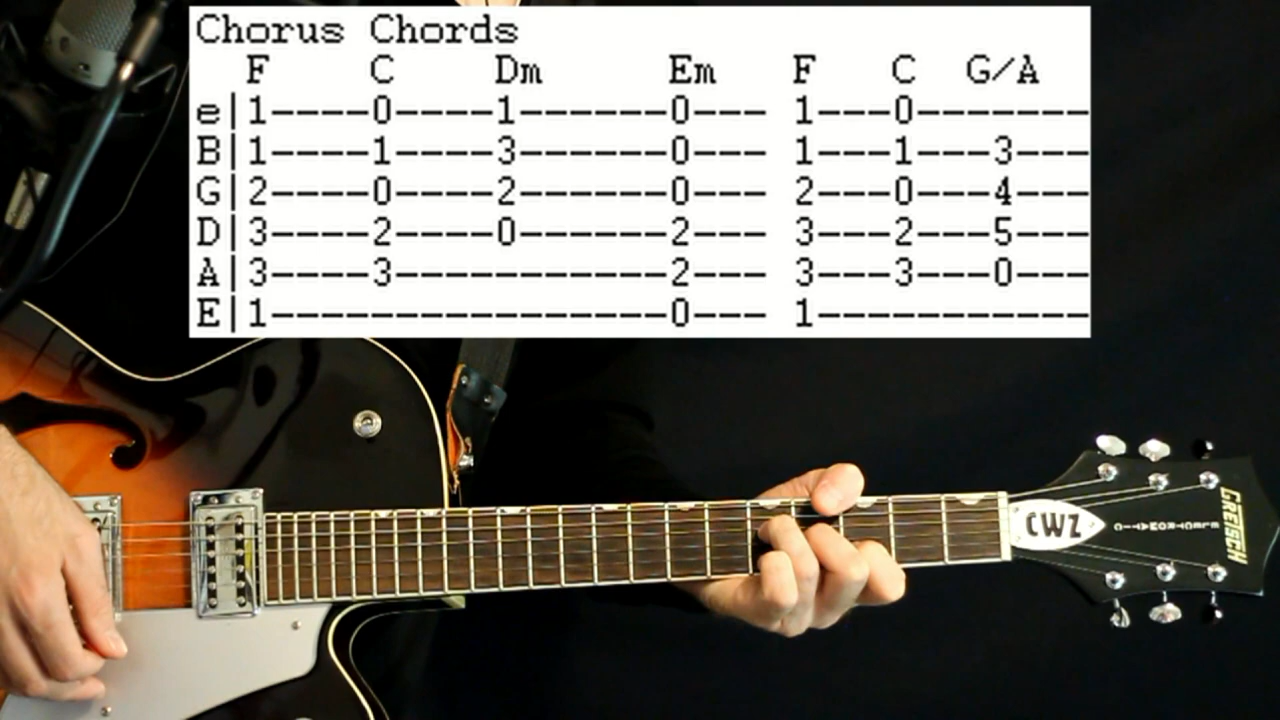 Chorus Chords
F C Dm Em F C G/A
e|1----0----1------0--- 1---0-------
B|1----1----3------0--- 1---1---3---
G|2----0----2------0--- 2---0---4---
D|3----2----0------2--- 3---2---5---
A|3----3-----------2--- 3---3---0---
E|1----------------0--- 1-----------
CWZ
ELECTROMATIC
GRETSCH